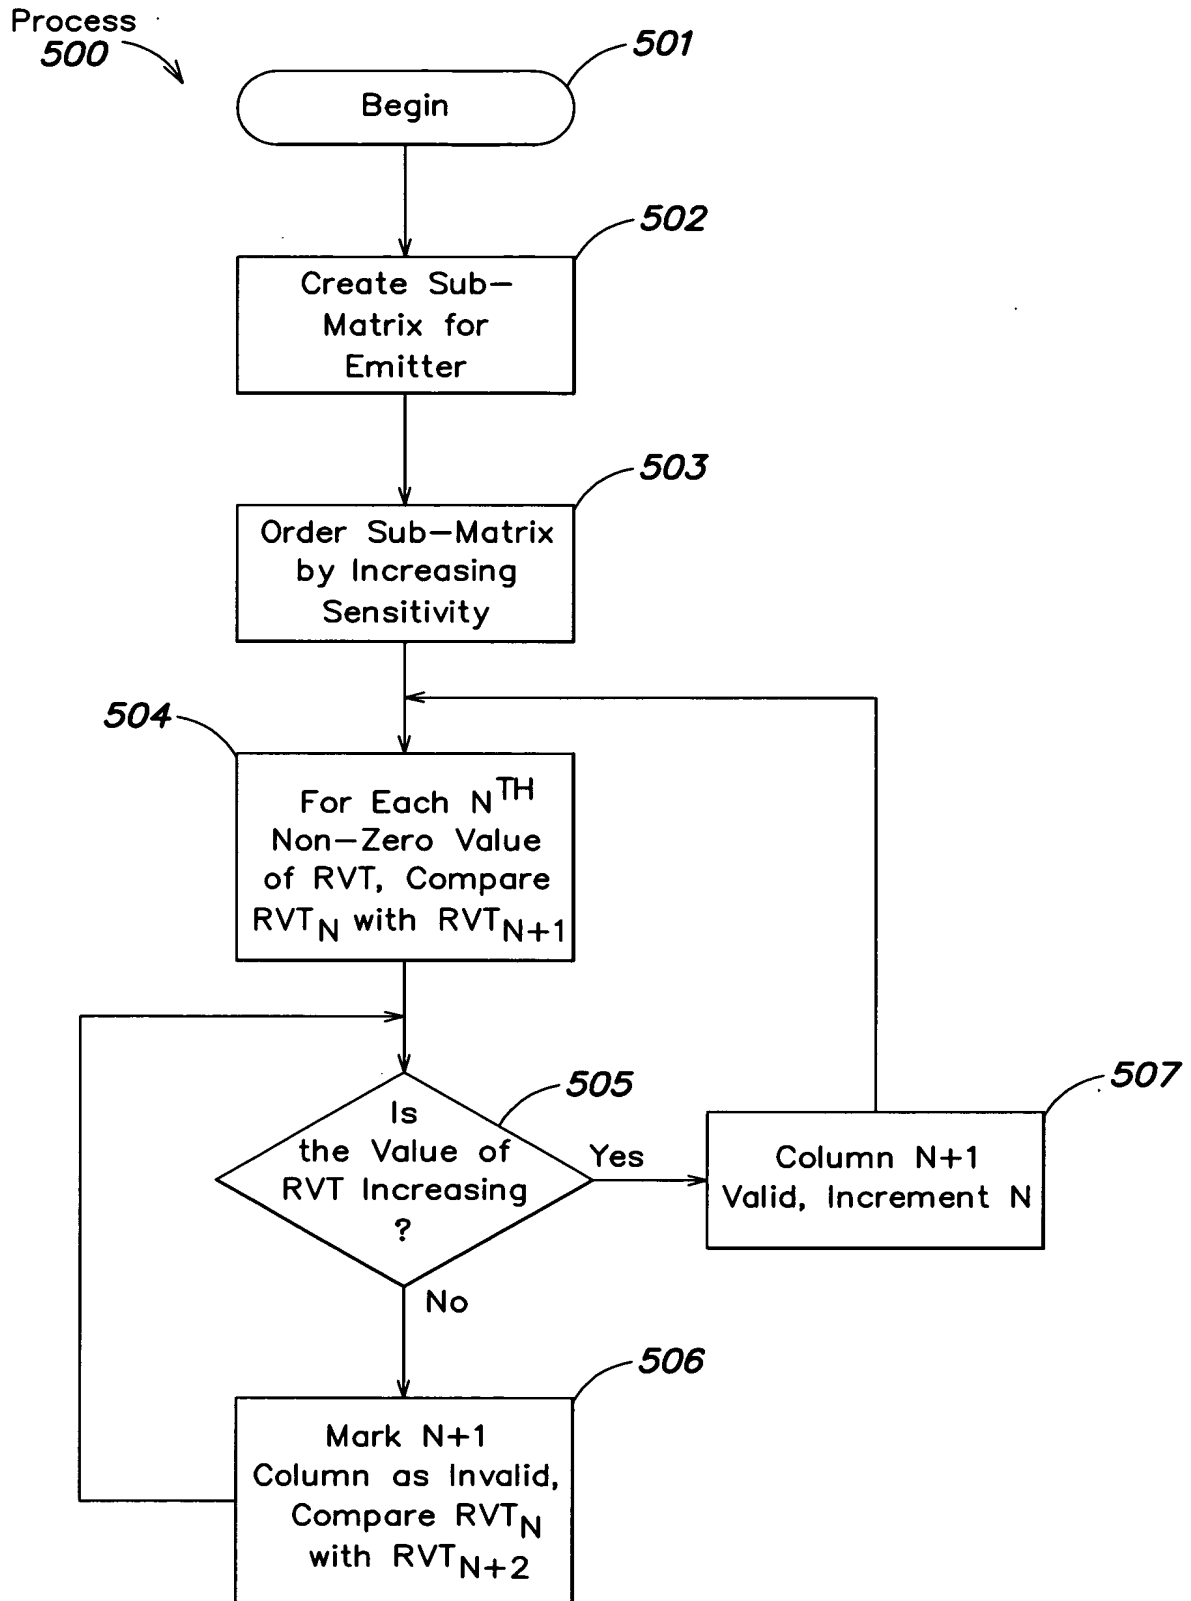 Process
500
501
Begin
502
Create Sub-
Matrix for
Emitter
503
Order Sub-Matrix
by Increasing
Sensitivity
504
For Each N^TH
Non-Zero Value
of RVT, Compare
RVT_N with RVT_N+1
505
Is
the Value of
RVT Increasing
?
Yes
507
Column N+1
Valid, Increment N
No
506
Mark N+1
Column as Invalid,
Compare RVT_N
with RVT_N+2